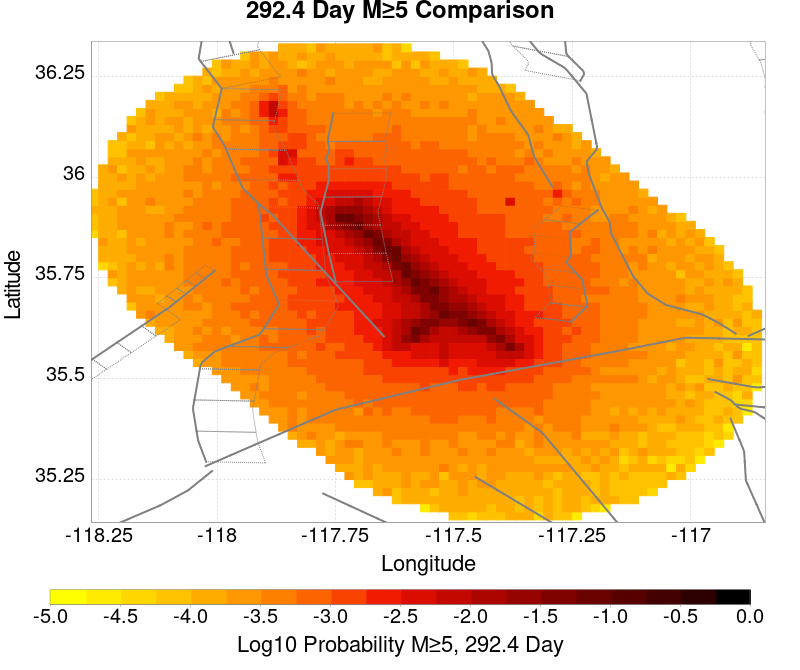 292.4 Day M≥5 Comparison
36.25
36
35.75
35.5
35.25
Latitude
-118.25 -118 -117.75 -117.5 -117.25 -117
Longitude
-5.0 -4.5 -4.0 -3.5 -3.0 -2.5 -2.0 -1.5 -1.0 -0.5 0.0
Log10 Probability M≥5, 292.4 Day